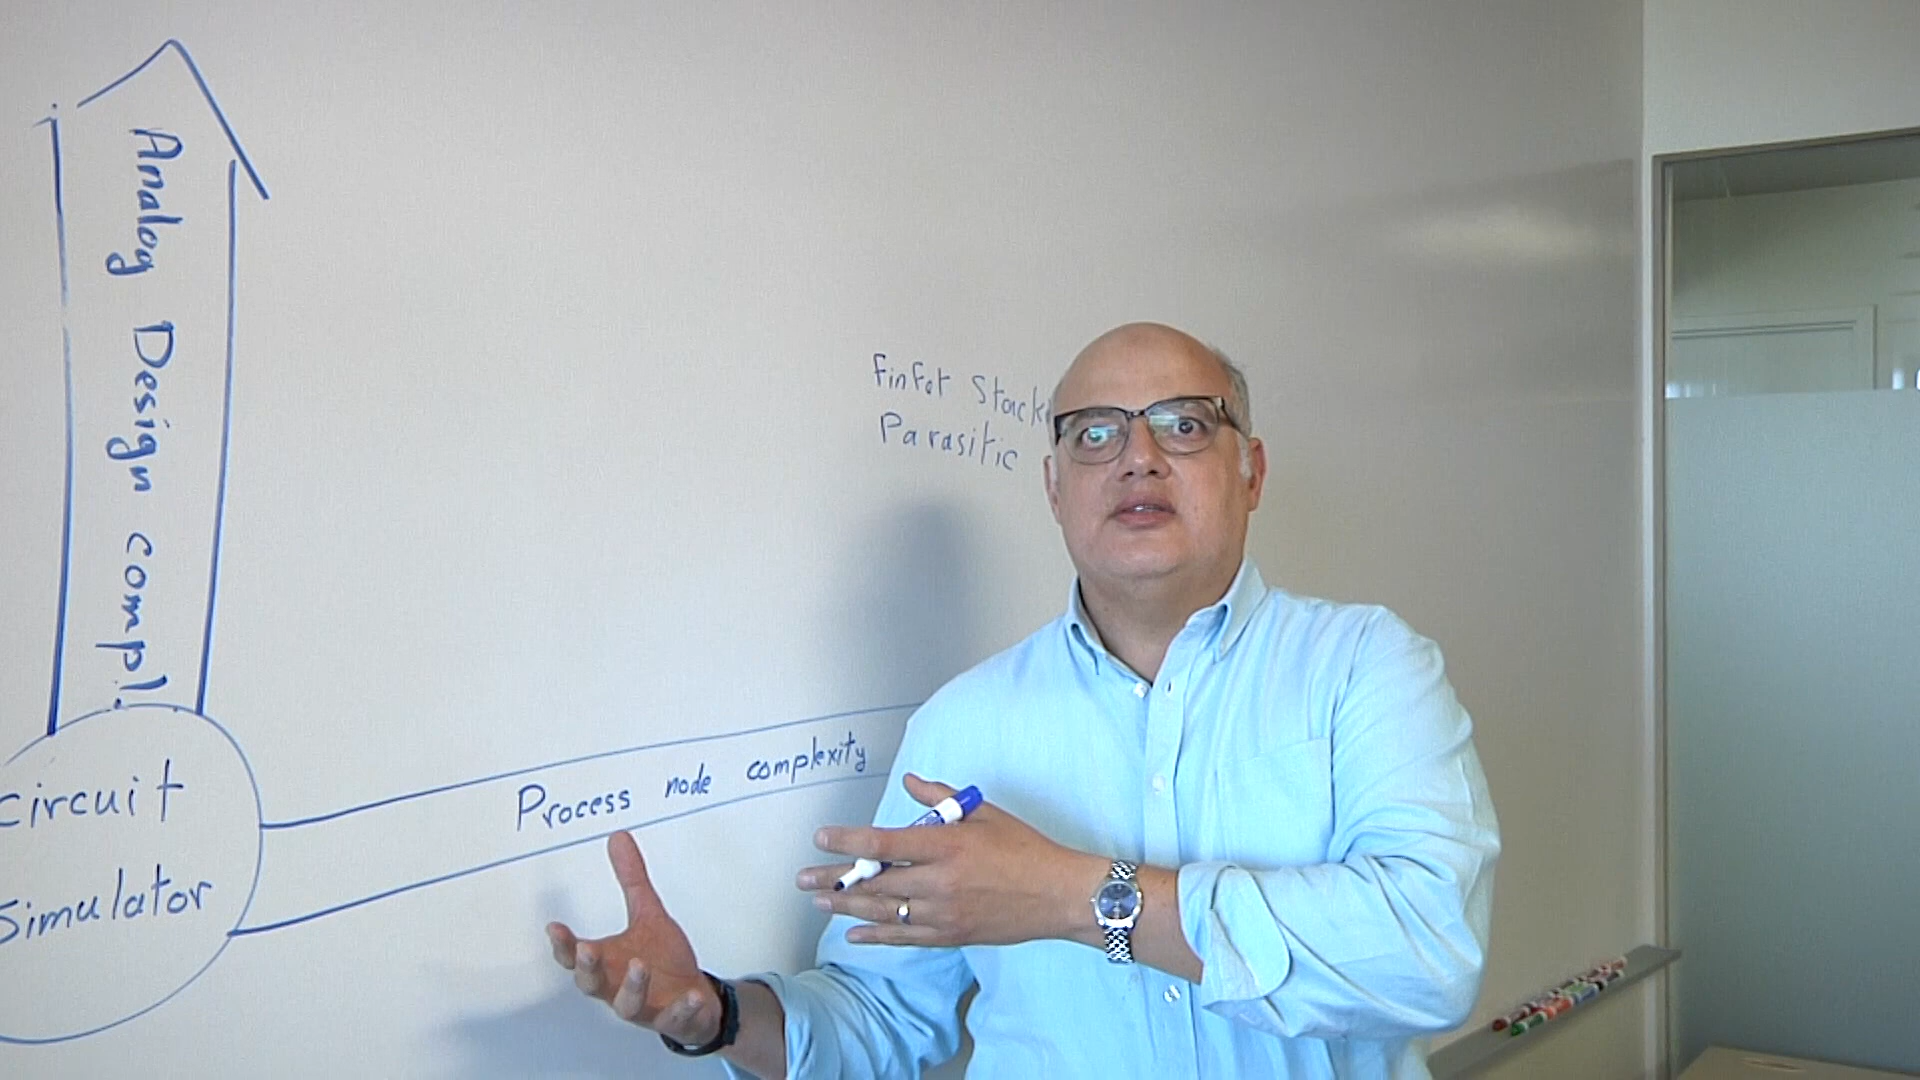 Analog Design compl.
FinFet Stack
Parasitic
Process node complexity
circuit
simulator